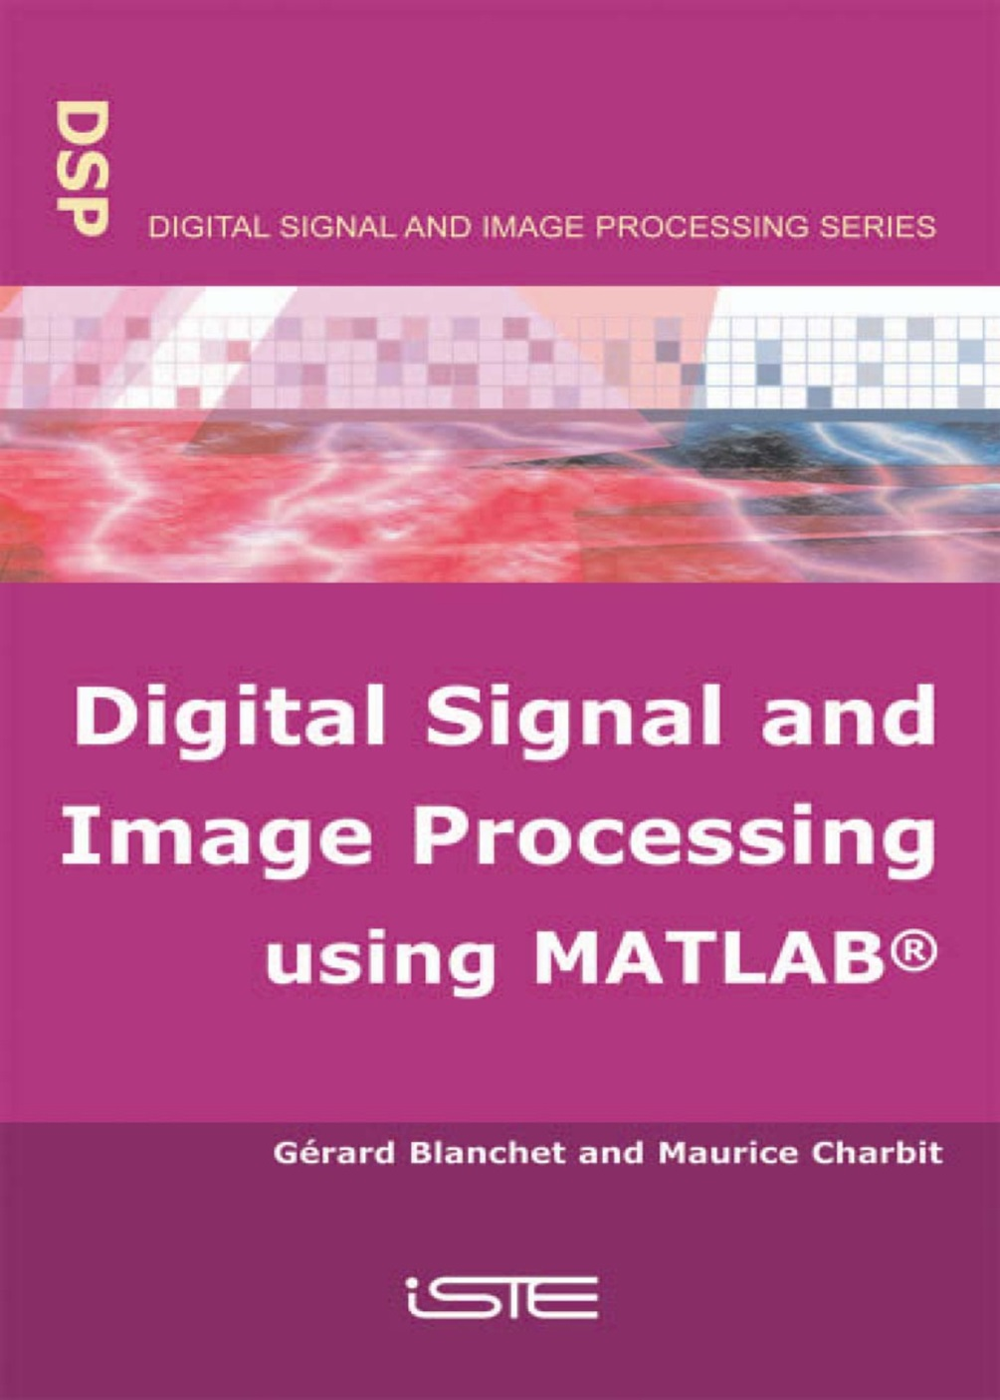 DSP
DIGITAL SIGNAL AND IMAGE PROCESSING SERIES
Digital Signal and
Image Processing
using MATLAB®
Gérard Blanchet and Maurice Charbit
iSTE